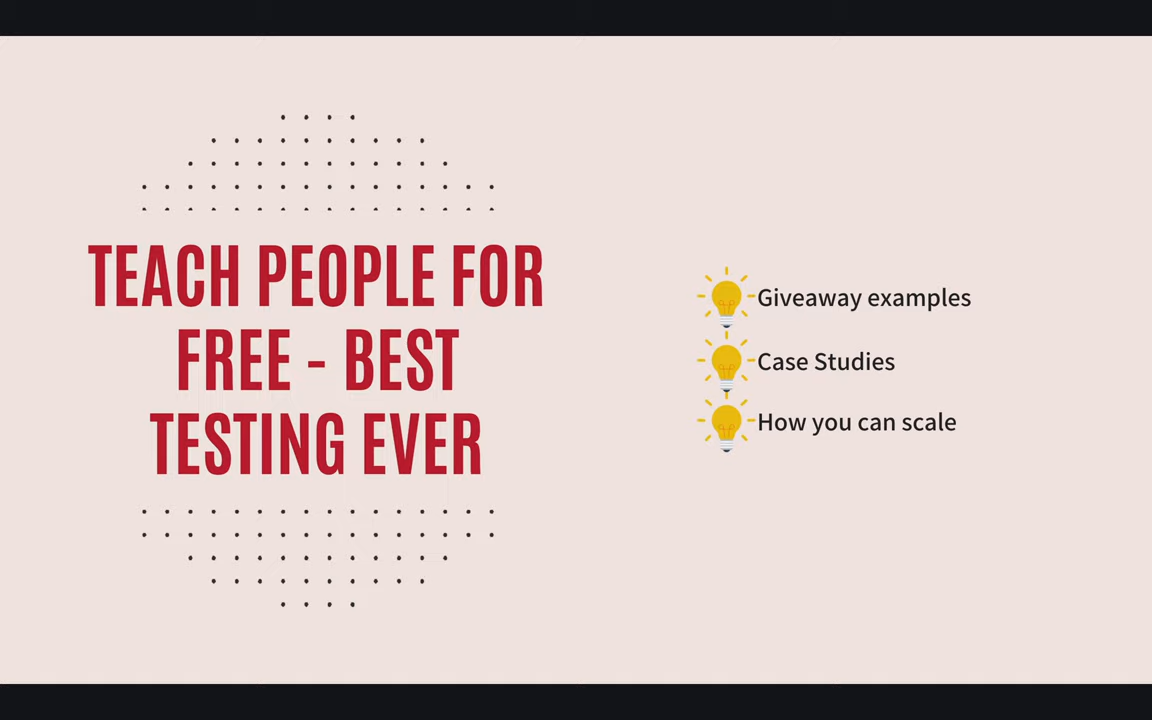 TEACH PEOPLE FOR
FREE - BEST
TESTING EVER
Giveaway examples
Case Studies
How you can scale